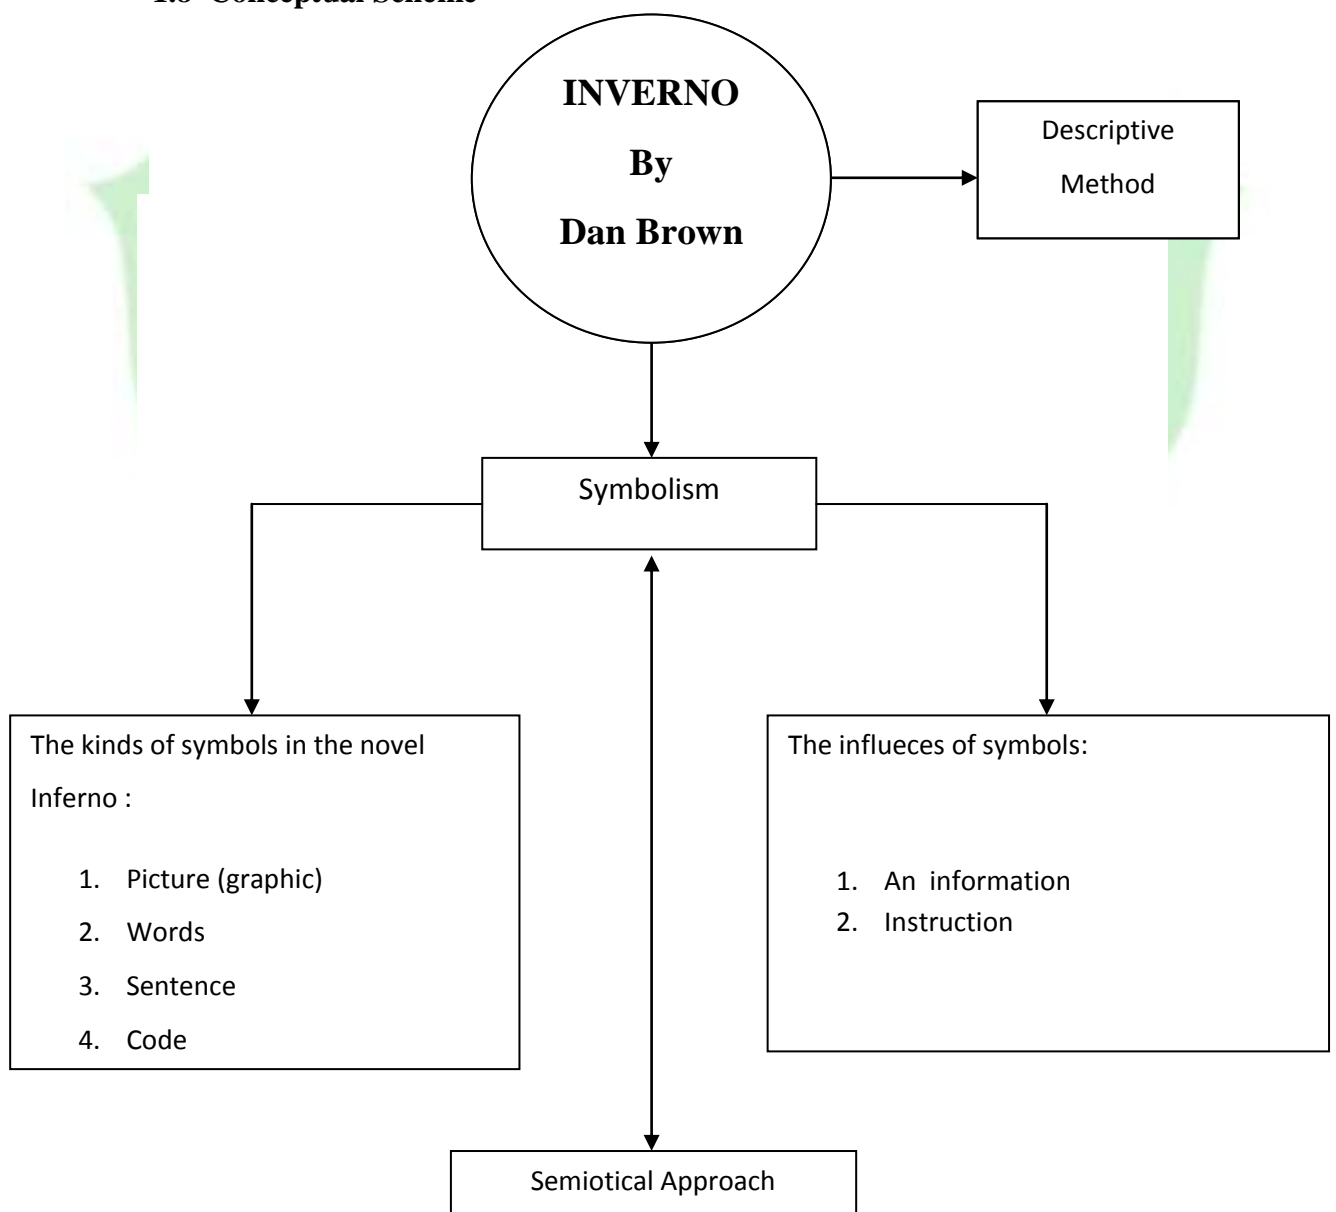 1.8 Conceptual Scheme
INVERNO
By
Dan Brown
Descriptive
Method
Symbolism
The kinds of symbols in the novel
Inferno :
1. Picture (graphic)
2. Words
3. Sentence
4. Code
The influeces of symbols:
1. An information
2. Instruction
Semiotical Approach